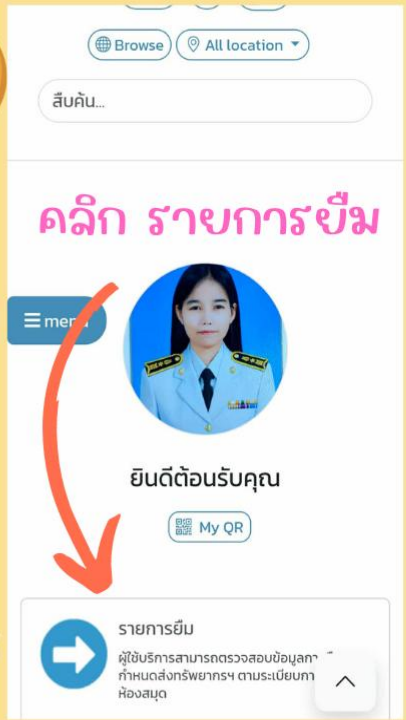 Browse
All location
สืบค้น...
คลิก รายการยืม
menu
ยินดีต้อนรับคุณ
My QR
รายการยืม
ผู้ใช้บริการสามารถตรวจสอบข้อมูลกา
กำหนดส่งทรัพยากรฯ ตามระเบียบกา
ห้องสมุด